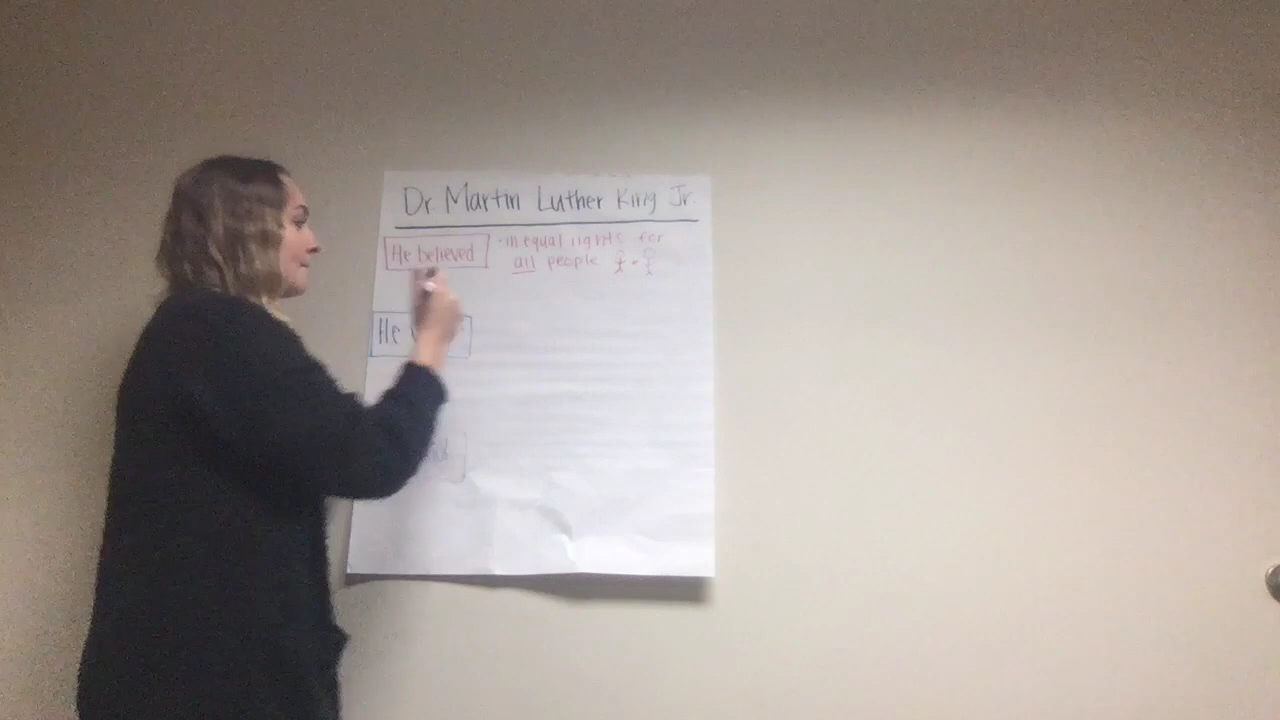 Dr. Martin Luther King Jr.
He believed
· in equal rights for
all people
He